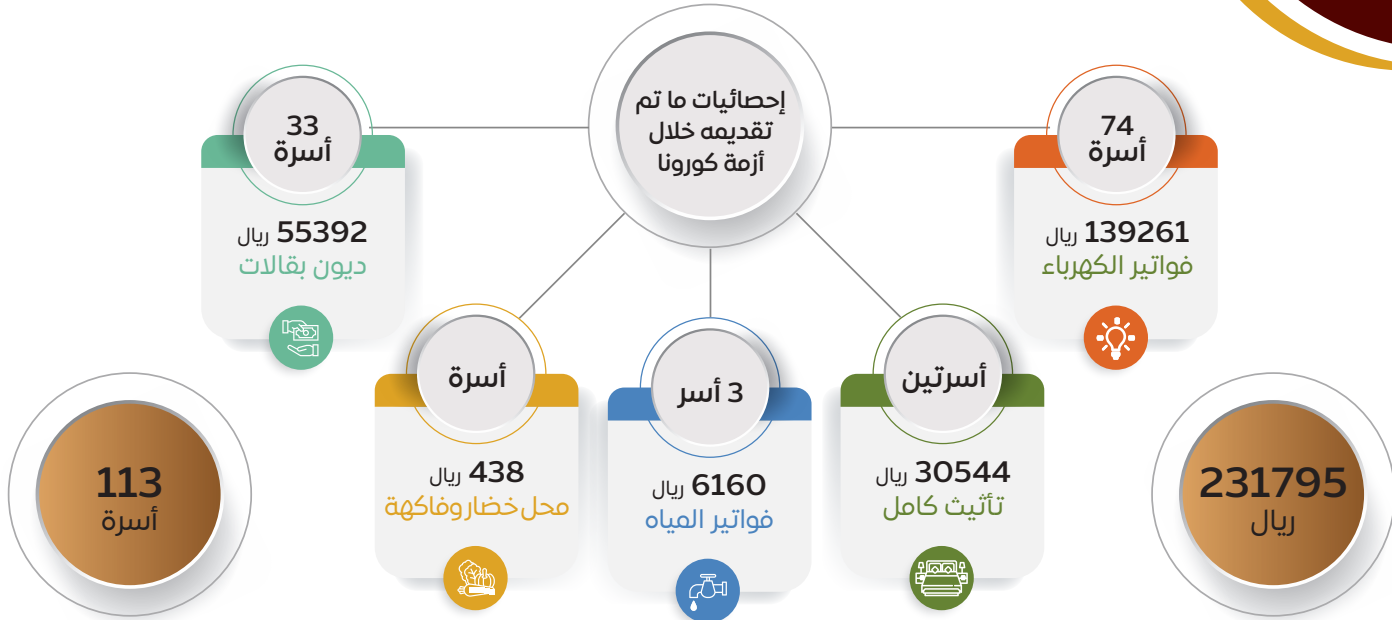 إحصائيات ما تم
تقديمه خلال
أزمة كورونا
74
أسرة
139261 ريال
فواتير الكهرباء
33
أسرة
55392 ريال
ديون بقالات
أسرتين
30544 ريال
تأثيث كامل
3 أسر
6160 ريال
فواتير المياه
أسرة
438 ريال
محل خضار وفاكهة
231795
ريال
113
أسرة